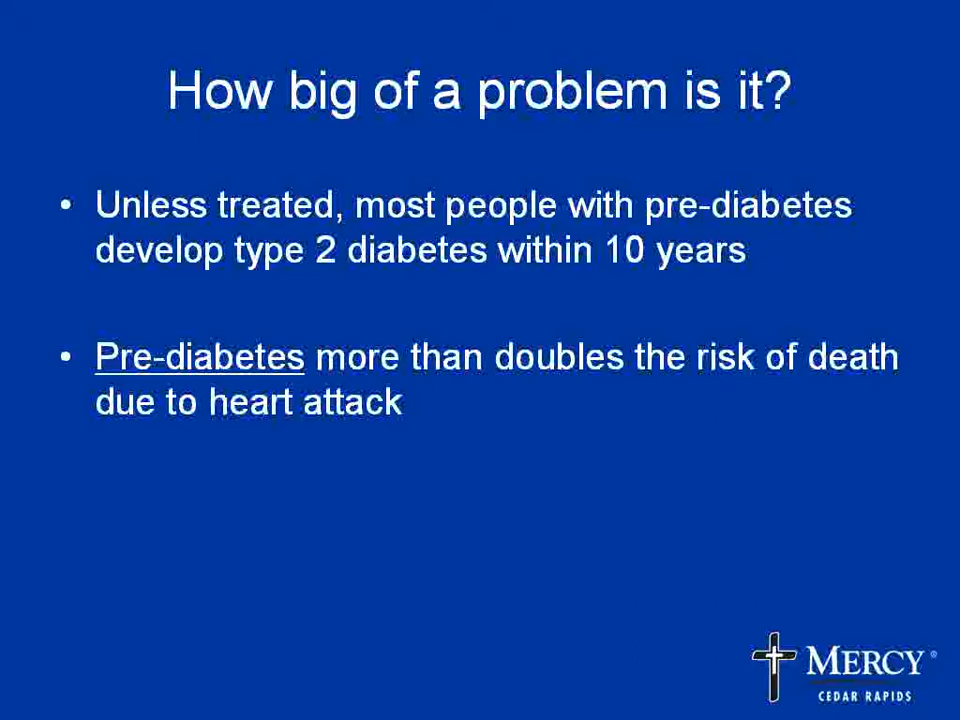 How big of a problem is it?
• Unless treated, most people with pre-diabetes
develop type 2 diabetes within 10 years
• Pre-diabetes more than doubles the risk of death
due to heart attack
MERCY®
CEDAR RAPIDS